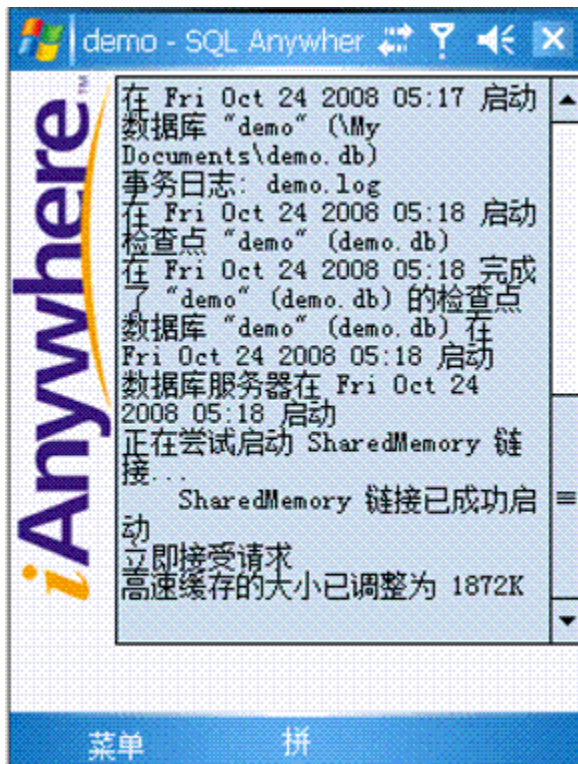 demo - SQL Anywher
iAnywhere™
在 Fri Oct 24 2008 05:17 启动
数据库 "demo" (\My
Documents\demo.db)
事务日志: demo.log
在 Fri Oct 24 2008 05:18 启动
检查点 "demo" (demo.db)
在 Fri Oct 24 2008 05:18 完成
了 "demo" (demo.db) 的检查点
数据库 "demo" (demo.db) 在
Fri Oct 24 2008 05:18 启动
数据库服务器在 Fri Oct 24
2008 05:18 启动
正在尝试启动 SharedMemory 链
接...
SharedMemory 链接已成功启
动
立即接受请求
高速缓存的大小已调整为 1872K
菜单 拼